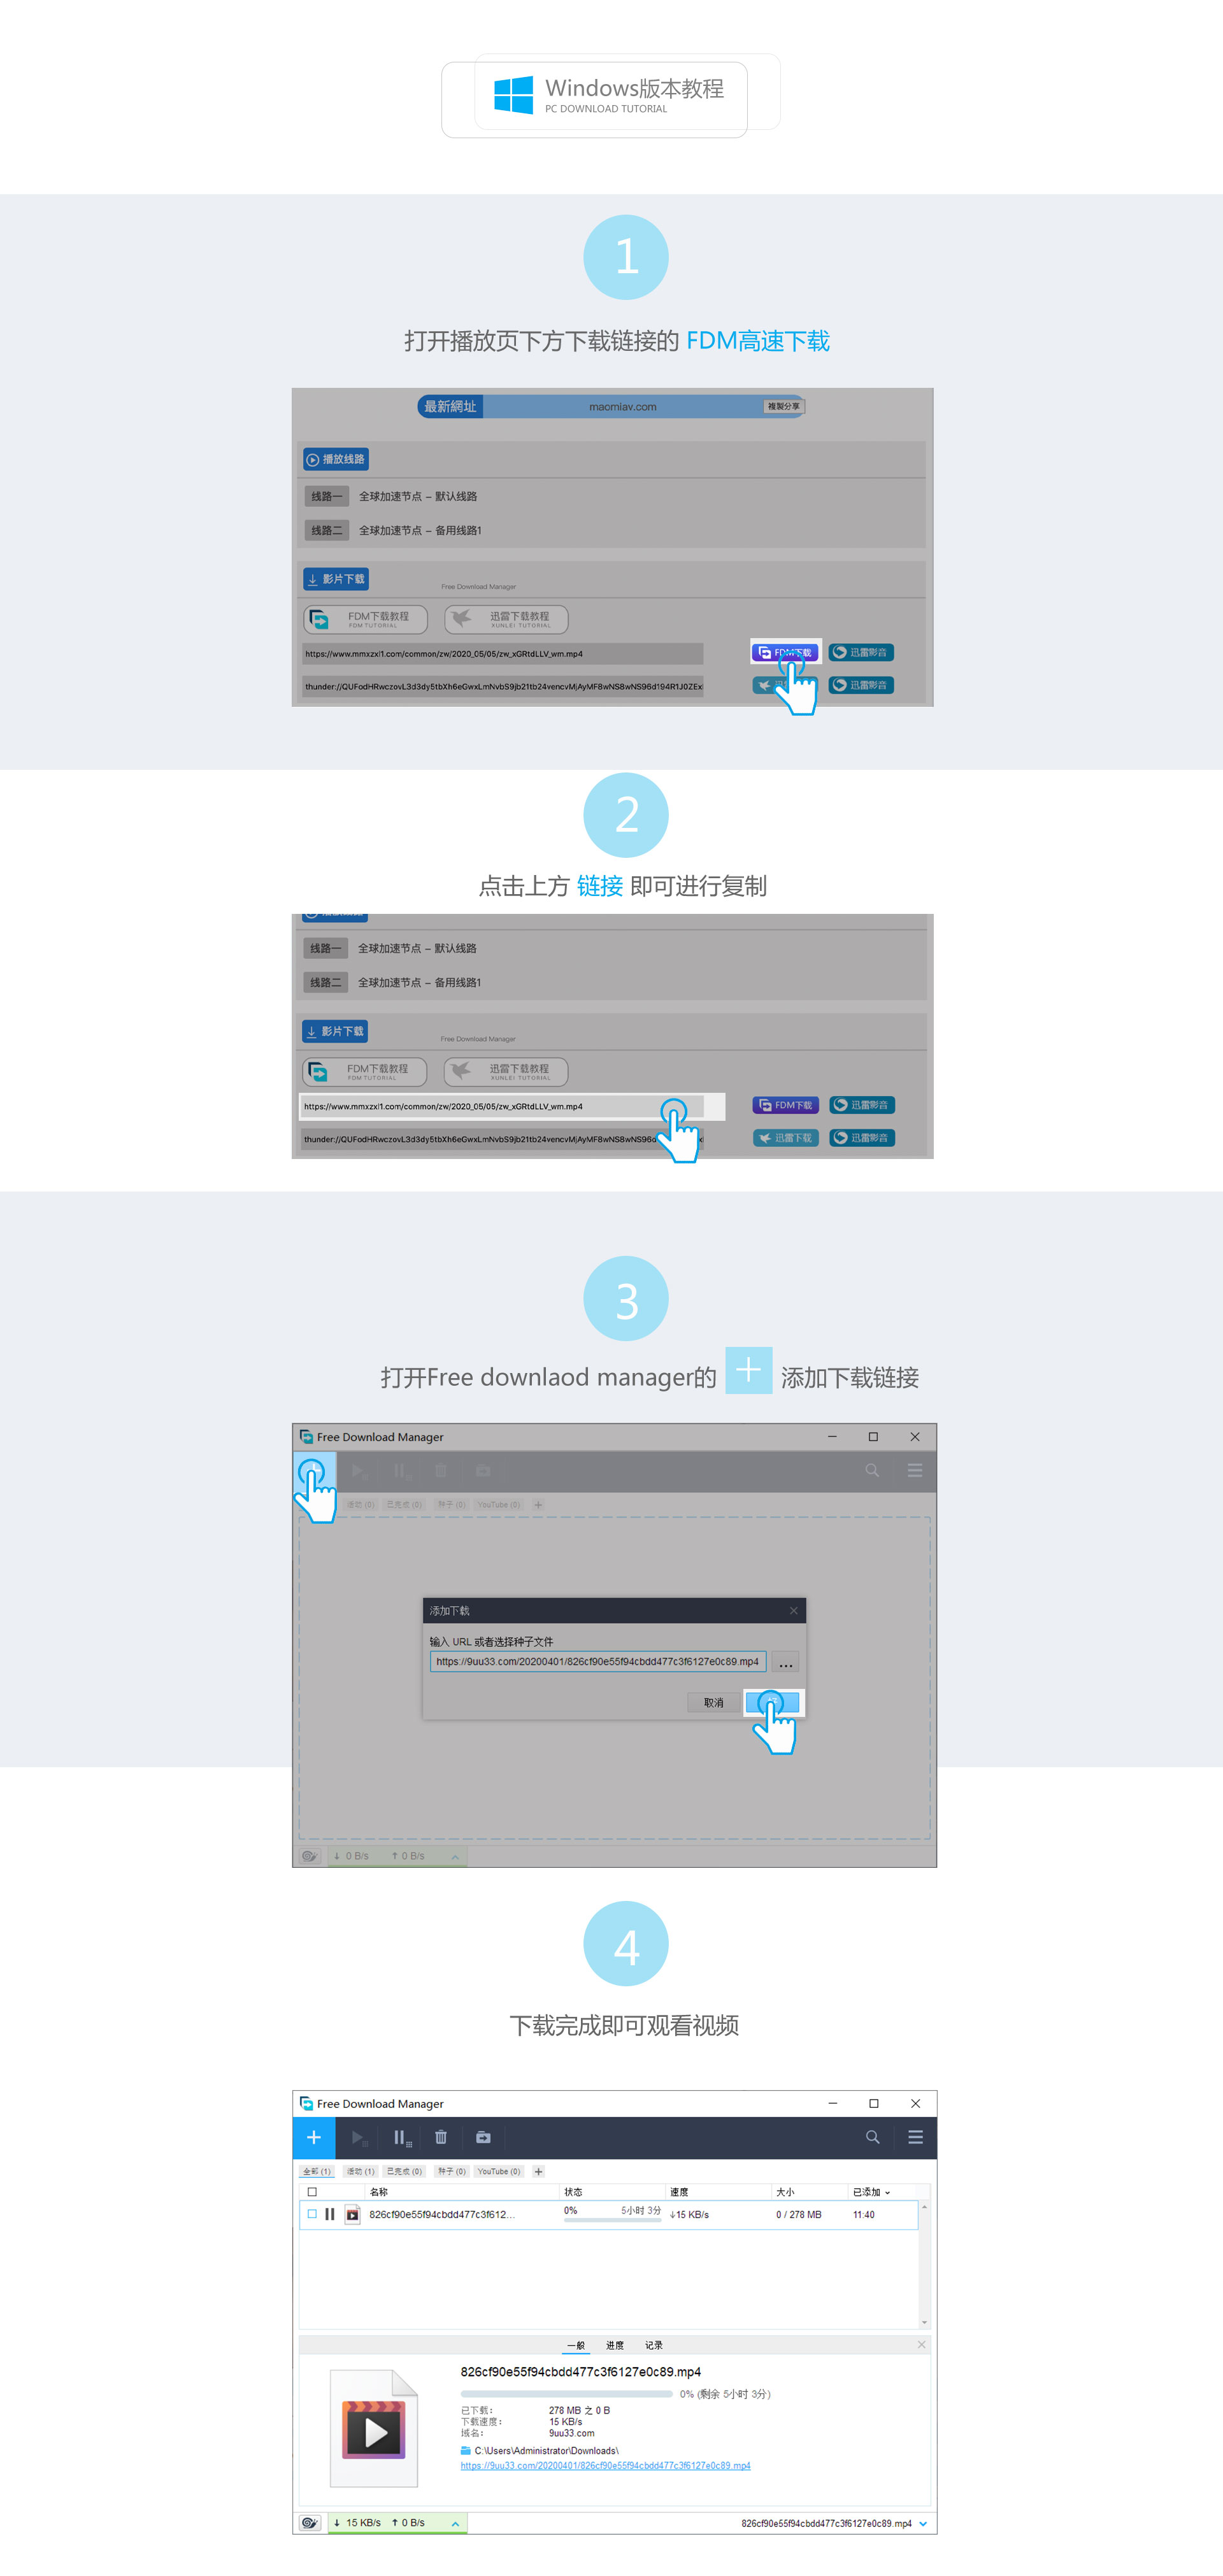 Windows版本教程
PC DOWNLOAD TUTORIAL
1
打开播放页下方下载链接的 FDM高速下载
最新網址 maomiav.com 複製分享
播放线路
线路一 全球加速节点 – 默认线路
线路二 全球加速节点 – 备用线路1
影片下载 Free Download Manager
FDM下载教程 迅雷下载教程
FDM TUTORIAL XUNLEI TUTORIAL
https://www.mmxzxl1.com/common/zw/2020_05/05/zw_xGRtdLLV_wm.mp4 迅雷影音
thunder://QUFodHRwczovL3d3dy5tbXh6eGwxLmNvbS9jb21tb24vencvMjAyMF8wNS8wNS96d194R1J0ZEx 迅雷影音
2
点击上方 链接 即可进行复制
线路一 全球加速节点 – 默认线路
线路二 全球加速节点 – 备用线路1
影片下载 Free Download Manager
FDM下载教程 迅雷下载教程
FDM TUTORIAL XUNLEI TUTORIAL
https://www.mmxzxl1.com/common/zw/2020_05/05/zw_xGRtdLLV_wm.mp4 FDM下载 迅雷影音
thunder://QUFodHRwczovL3d3dy5tbXh6eGwxLmNvbS9jb21tb24vencvMjAyMF8wNS8wNS96d 迅雷下载 迅雷影音
3
打开Free downlaod manager的 + 添加下载链接
Free Download Manager
活动 (0) 已完成 (0) 种子 (0) YouTube (0) +
添加下载
输入 URL 或者选择种子文件
https://9uu33.com/20200401/826cf90e55f94cbdd477c3f6127e0c89.mp4 ...
取消
↓ 0 B/s ↑ 0 B/s
4
下载完成即可观看视频
Free Download Manager
全部 (1) 活动 (1) 已完成 (0) 种子 (0) YouTube (0) +
名称 状态 速度 大小 已添加
826cf90e55f94cbdd477c3f612... 0% 5小时 3分 ↓15 KB/s 0 / 278 MB 11:40
一般 进度 记录
826cf90e55f94cbdd477c3f6127e0c89.mp4
0% (剩余 5小时 3分)
已下载: 278 MB 之 0 B
下载速度: 15 KB/s
域名: 9uu33.com
C:\Users\Administrator\Downloads\
https://9uu33.com/20200401/826cf90e55f94cbdd477c3f6127e0c89.mp4
↓ 15 KB/s ↑ 0 B/s 826cf90e55f94cbdd477c3f6127e0c89.mp4